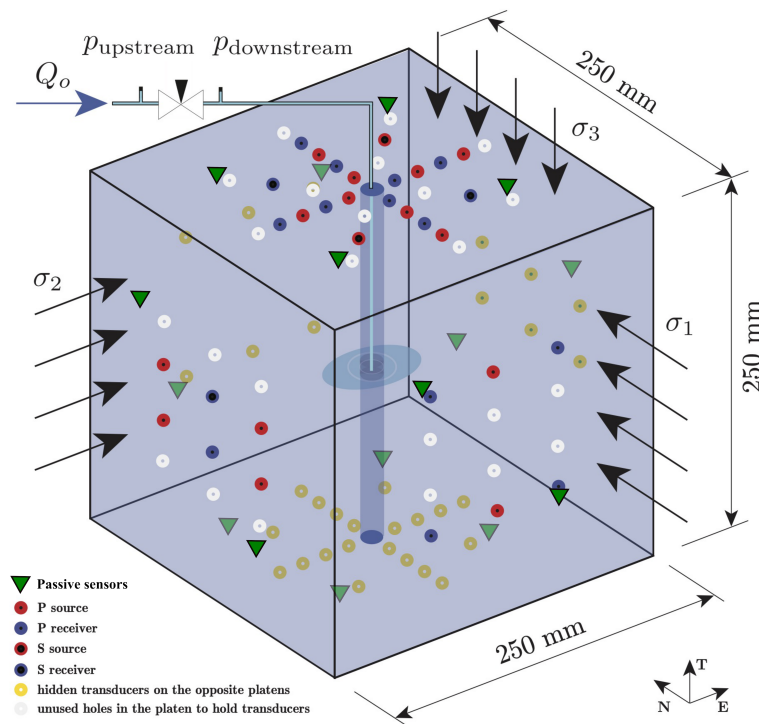 p_upstream p_downstream
Q_o
250 mm
σ_3
σ_2
σ_1
250 mm
250 mm
Passive sensors
P source
P receiver
S source
S receiver
hidden transducers on the opposite platens
unused holes in the platen to hold transducers
T
N E